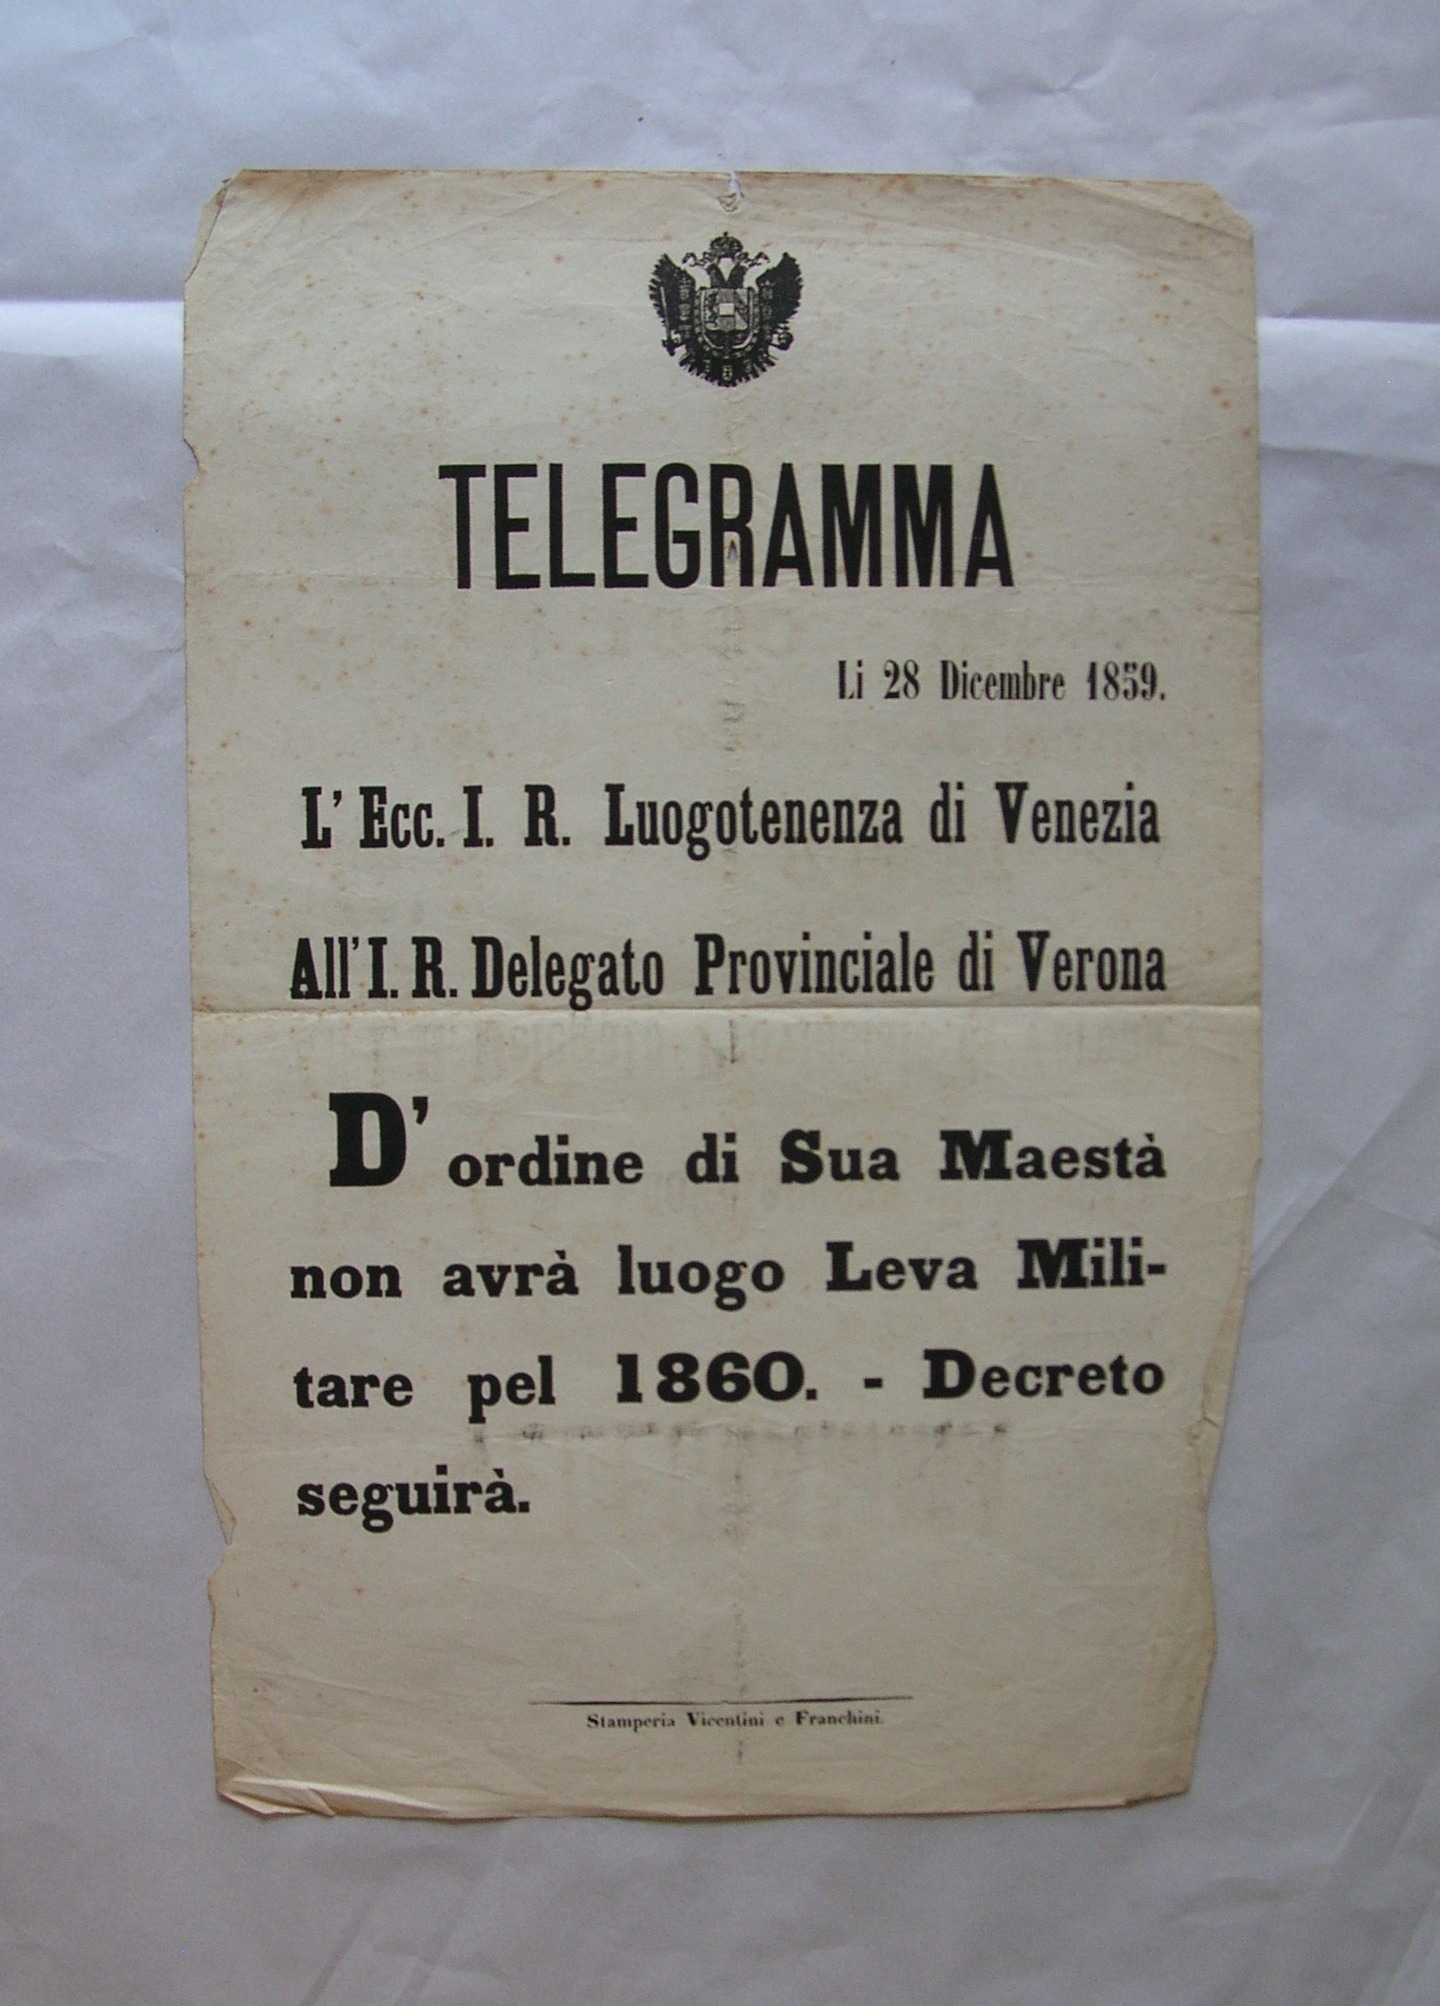 TELEGRAMMA
Li 28 Dicembre 1859.
L' Ecc. I. R. Luogotenenza di Venezia
All' I. R. Delegato Provinciale di Verona
D' ordine di Sua Maestà
non avrà luogo Leva Mili-
tare pel 1860. - Decreto
seguirà.
Stamperia Vicentini e Franchini.